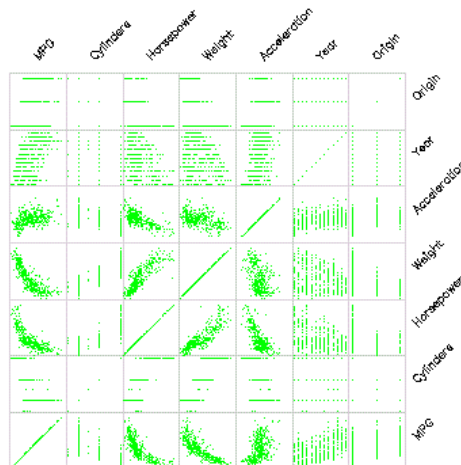 MPG
Cylinders
Horsepower
Weight
Acceleration
Year
Origin
Origin
Year
Acceleration
Weight
Horsepower
Cylinders
MPG